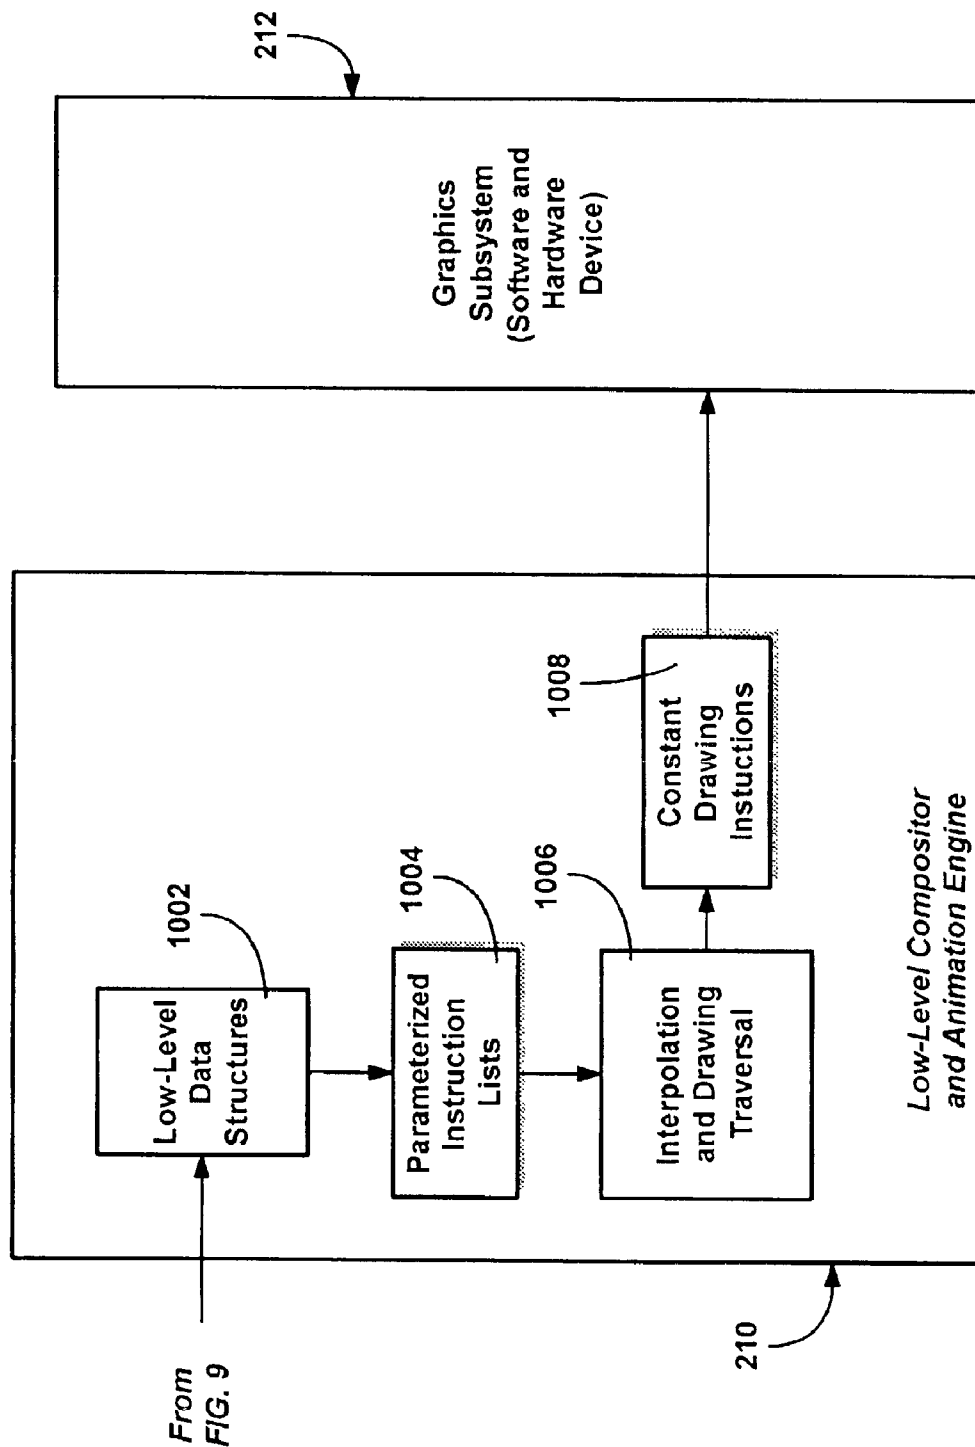 From
FIG. 9
Low-Level
Data
Structures
1002
Parameterized
Instruction
Lists
1004
Interpolation
and Drawing
Traversal
1006
Constant
Drawing
Instuctions
1008
Low-Level Compositor
and Animation Engine
210
Graphics
Subsystem
(Software and
Hardware
Device)
212